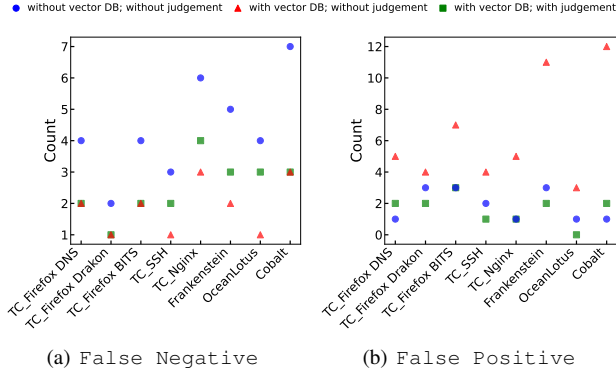 without vector DB; without judgement with vector DB; without judgement with vector DB; with judgement
7
6
5
4
3
2
1
Count
TC_Firefox DNS
TC_Firefox Drakon
TC_Firefox BITS
TC_SSH
TC_Nginx
Frankenstein
OceanLotus
Cobalt
(a) False Negative
12
10
8
6
4
2
0
Count
TC_Firefox DNS
TC_Firefox Drakon
TC_Firefox BITS
TC_SSH
TC_Nginx
Frankenstein
OceanLotus
Cobalt
(b) False Positive